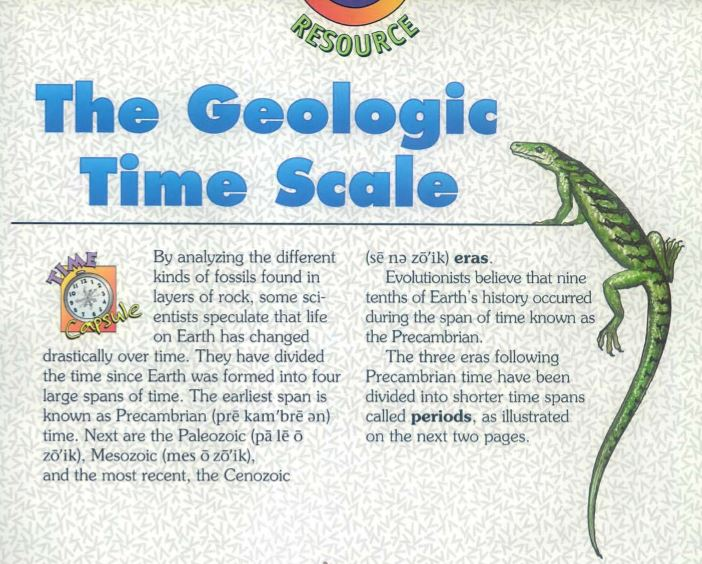 RESOURCE
The Geologic
Time Scale
TIME
Capsule
By analyzing the different
kinds of fossils found in
layers of rock, some sci-
entists speculate that life
on Earth has changed
drastically over time. They have divided
the time since Earth was formed into four
large spans of time. The earliest span is
known as Precambrian (prē kam′brē ən)
time. Next are the Paleozoic (pā lē ō
zō′ik), Mesozoic (mes ō zō′ik),
and the most recent, the Cenozoic
(sē nə zō′ik) eras.
Evolutionists believe that nine
tenths of Earth's history occurred
during the span of time known as
the Precambrian.
The three eras following
Precambrian time have been
divided into shorter time spans
called periods, as illustrated
on the next two pages.